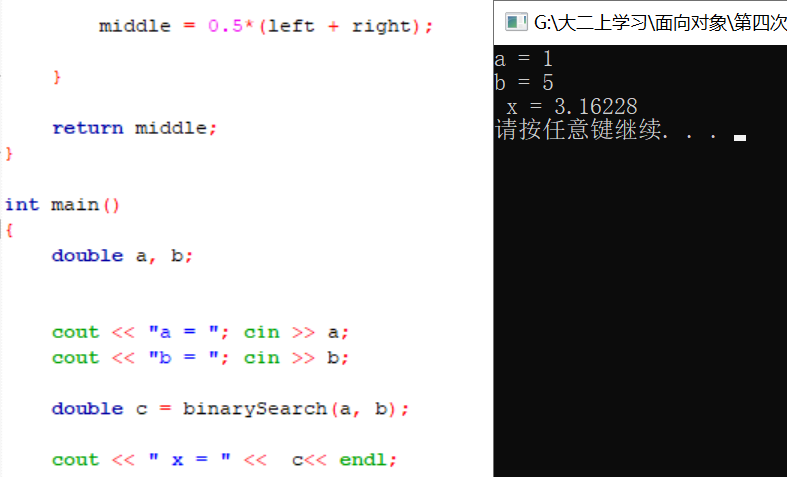 middle = 0.5*(left + right);
}
return middle;
}
int main()
{
double a, b;
cout << "a = "; cin >> a;
cout << "b = "; cin >> b;
double c = binarySearch(a, b);
cout << " x = " << c<< endl;
G:\大二上学习\面向对象\第四次
a = 1
b = 5
x = 3.16228
请按任意键继续. . .